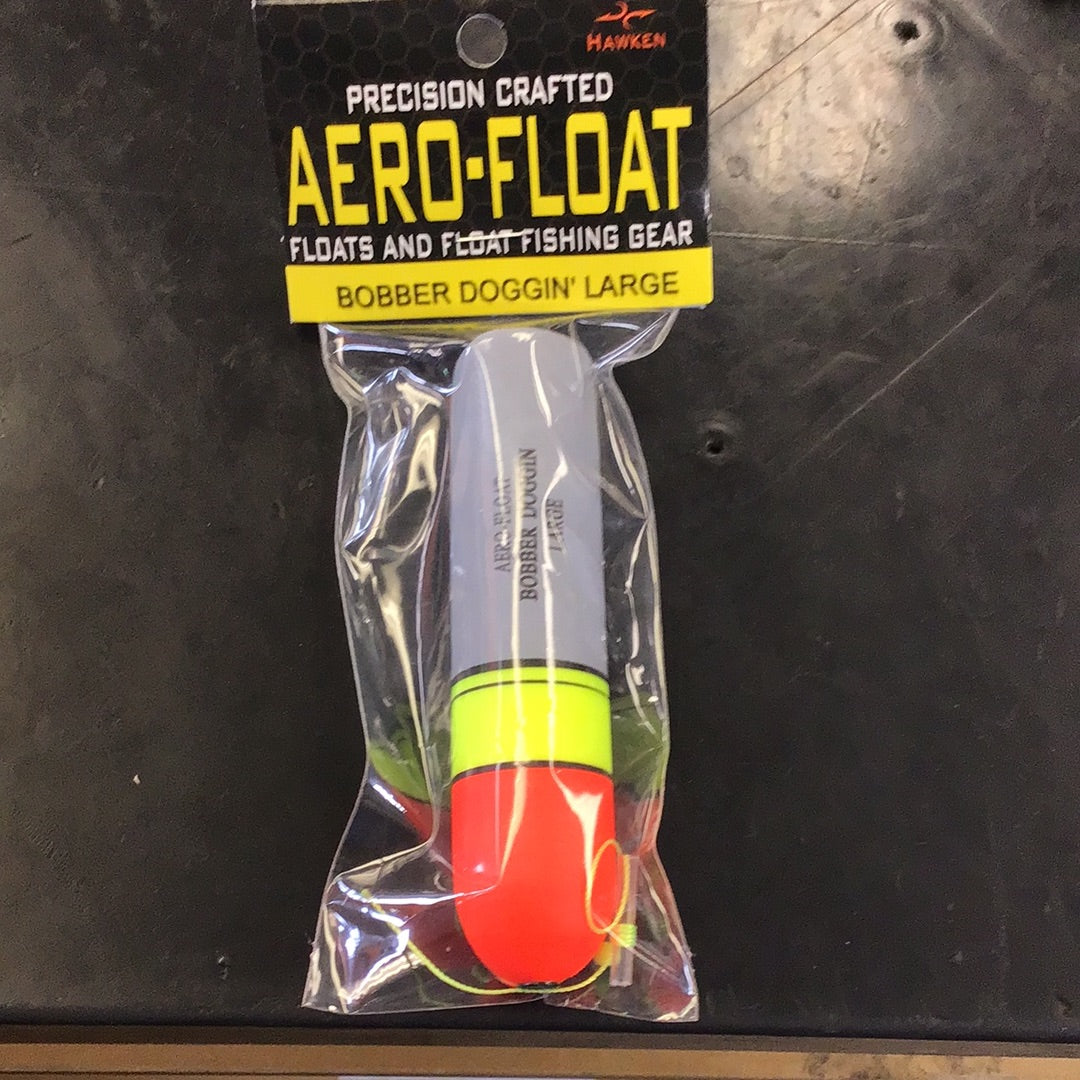 HAWKEN
PRECISION CRAFTED
AERO-FLOAT
FLOATS AND FLOAT FISHING GEAR
BOBBER DOGGIN' LARGE
AERO-FLOAT
BOBBER DOGGIN
LARGE